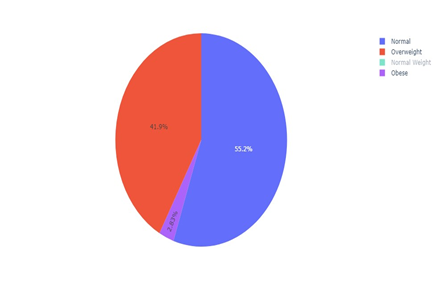 Normal
Overweight
Normal Weight
Obese
41.9%
55.2%
2.83%